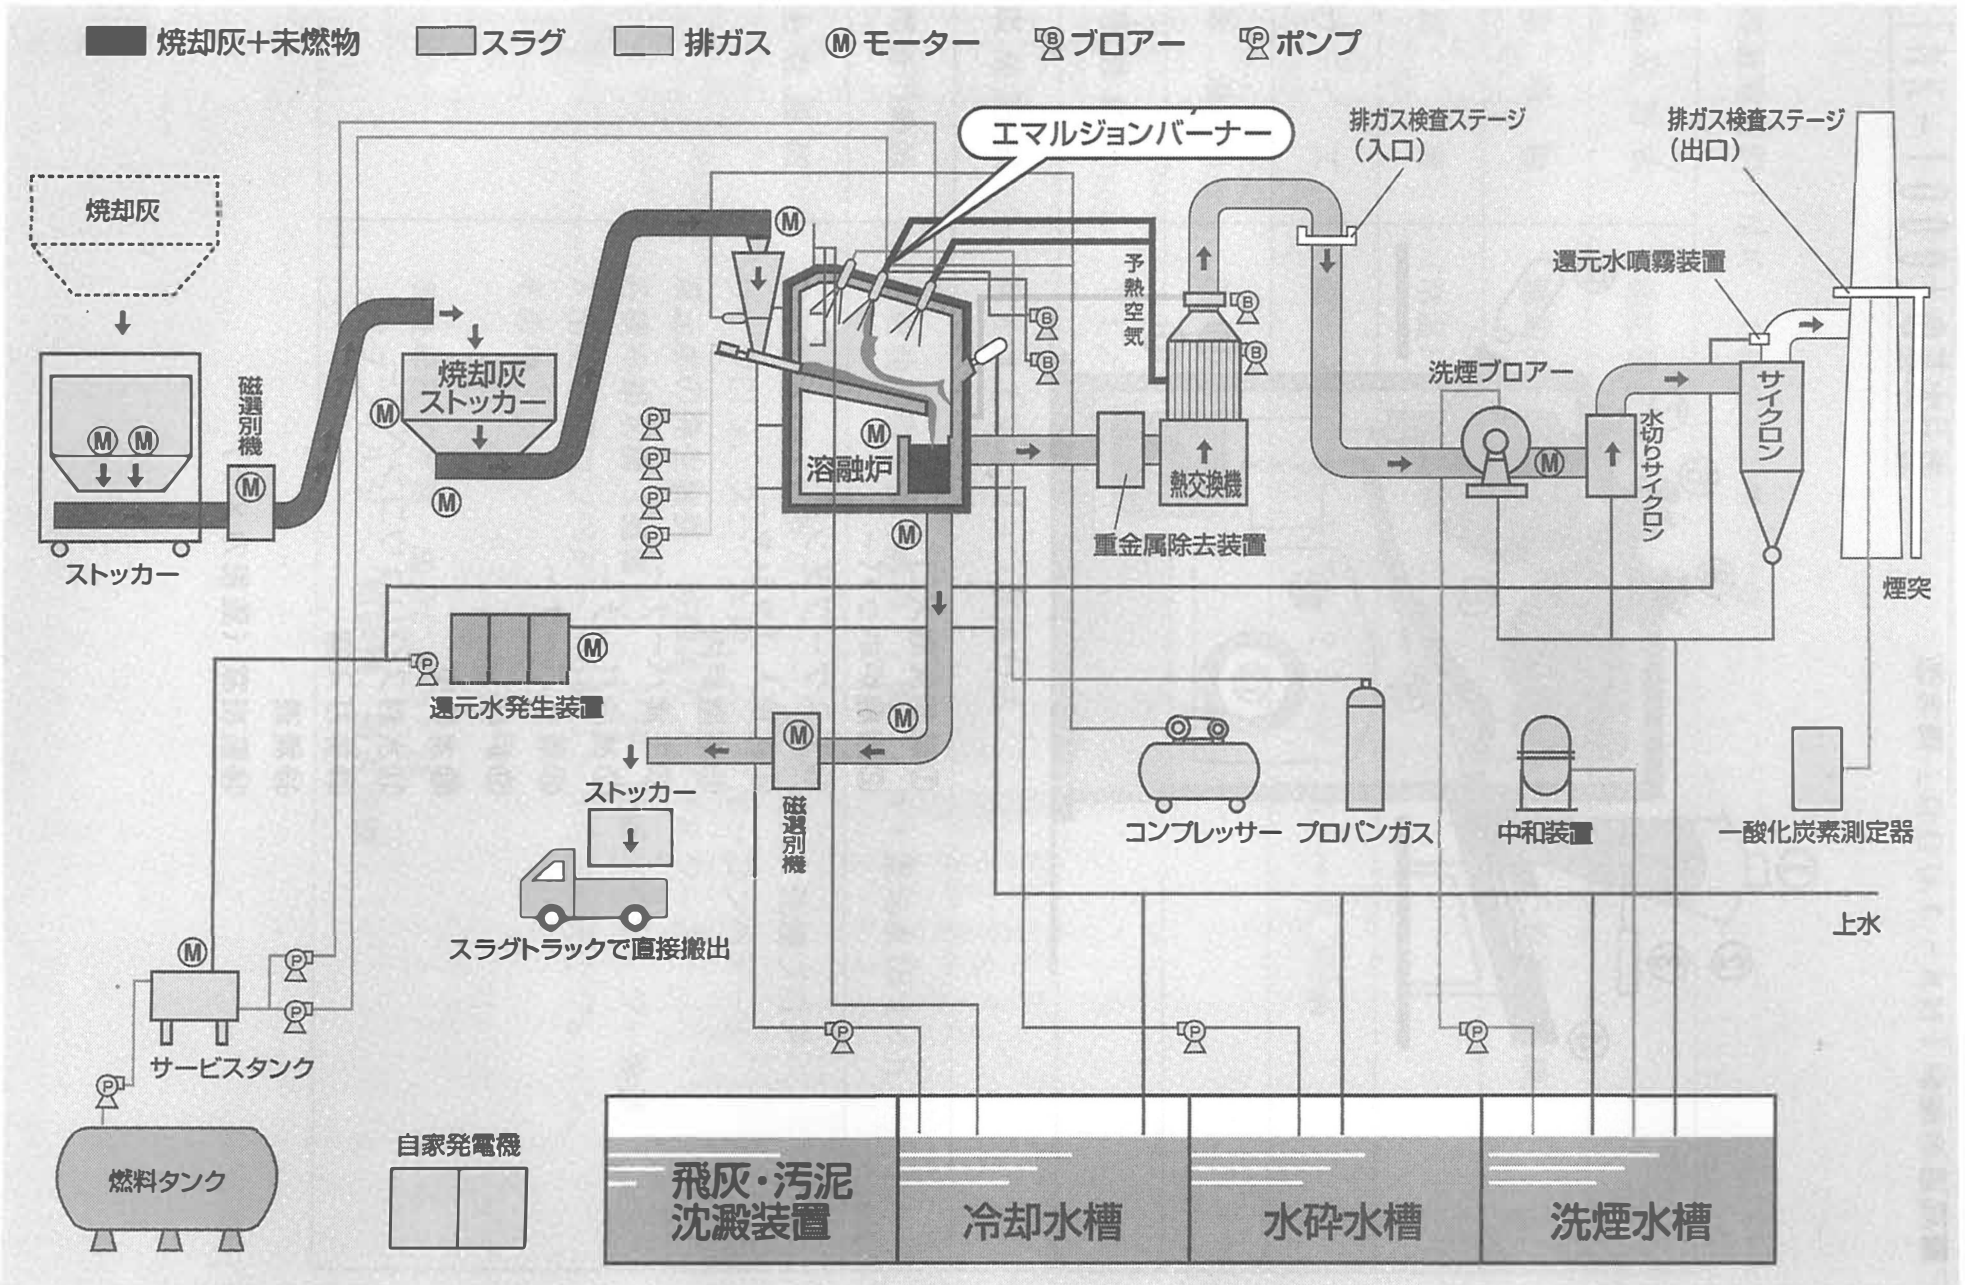 焼却灰+未燃物
スラグ
排ガス
Ⓜモーター
Ⓑブロアー
Ⓟポンプ
エマルジョンバーナー
排ガス検査ステージ
(入口)
排ガス検査ステージ
(出口)
焼却灰
M
予熱空気
還元水噴霧装置
B
B
B
B
焼却灰
ストッカー
磁選別機
M
M
M
M
M
P
P
P
P
M
溶融炉
M
熱交換機
重金属除去装置
洗煙ブロアー
M
水切りサイクロン
サイクロン
煙突
ストッカー
P
M
還元水発生装置
M
M
磁選別機
ストッカー
スラグトラックで直接搬出
コンプレッサー
プロパンガス
中和装置
一酸化炭素測定器
上水
M
P
P
サービスタンク
P
燃料タンク
自家発電機
P
P
P
飛灰・汚泥
沈澱装置
冷却水槽
水砕水槽
洗煙水槽